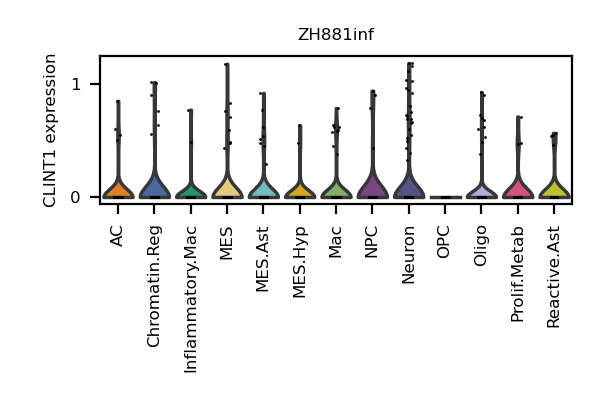 ZH881inf
CLINT1 expression
1
0
AC
Chromatin.Reg
Inflammatory.Mac
MES
MES.Ast
MES.Hyp
Mac
NPC
Neuron
OPC
Oligo
Prolif.Metab
Reactive.Ast